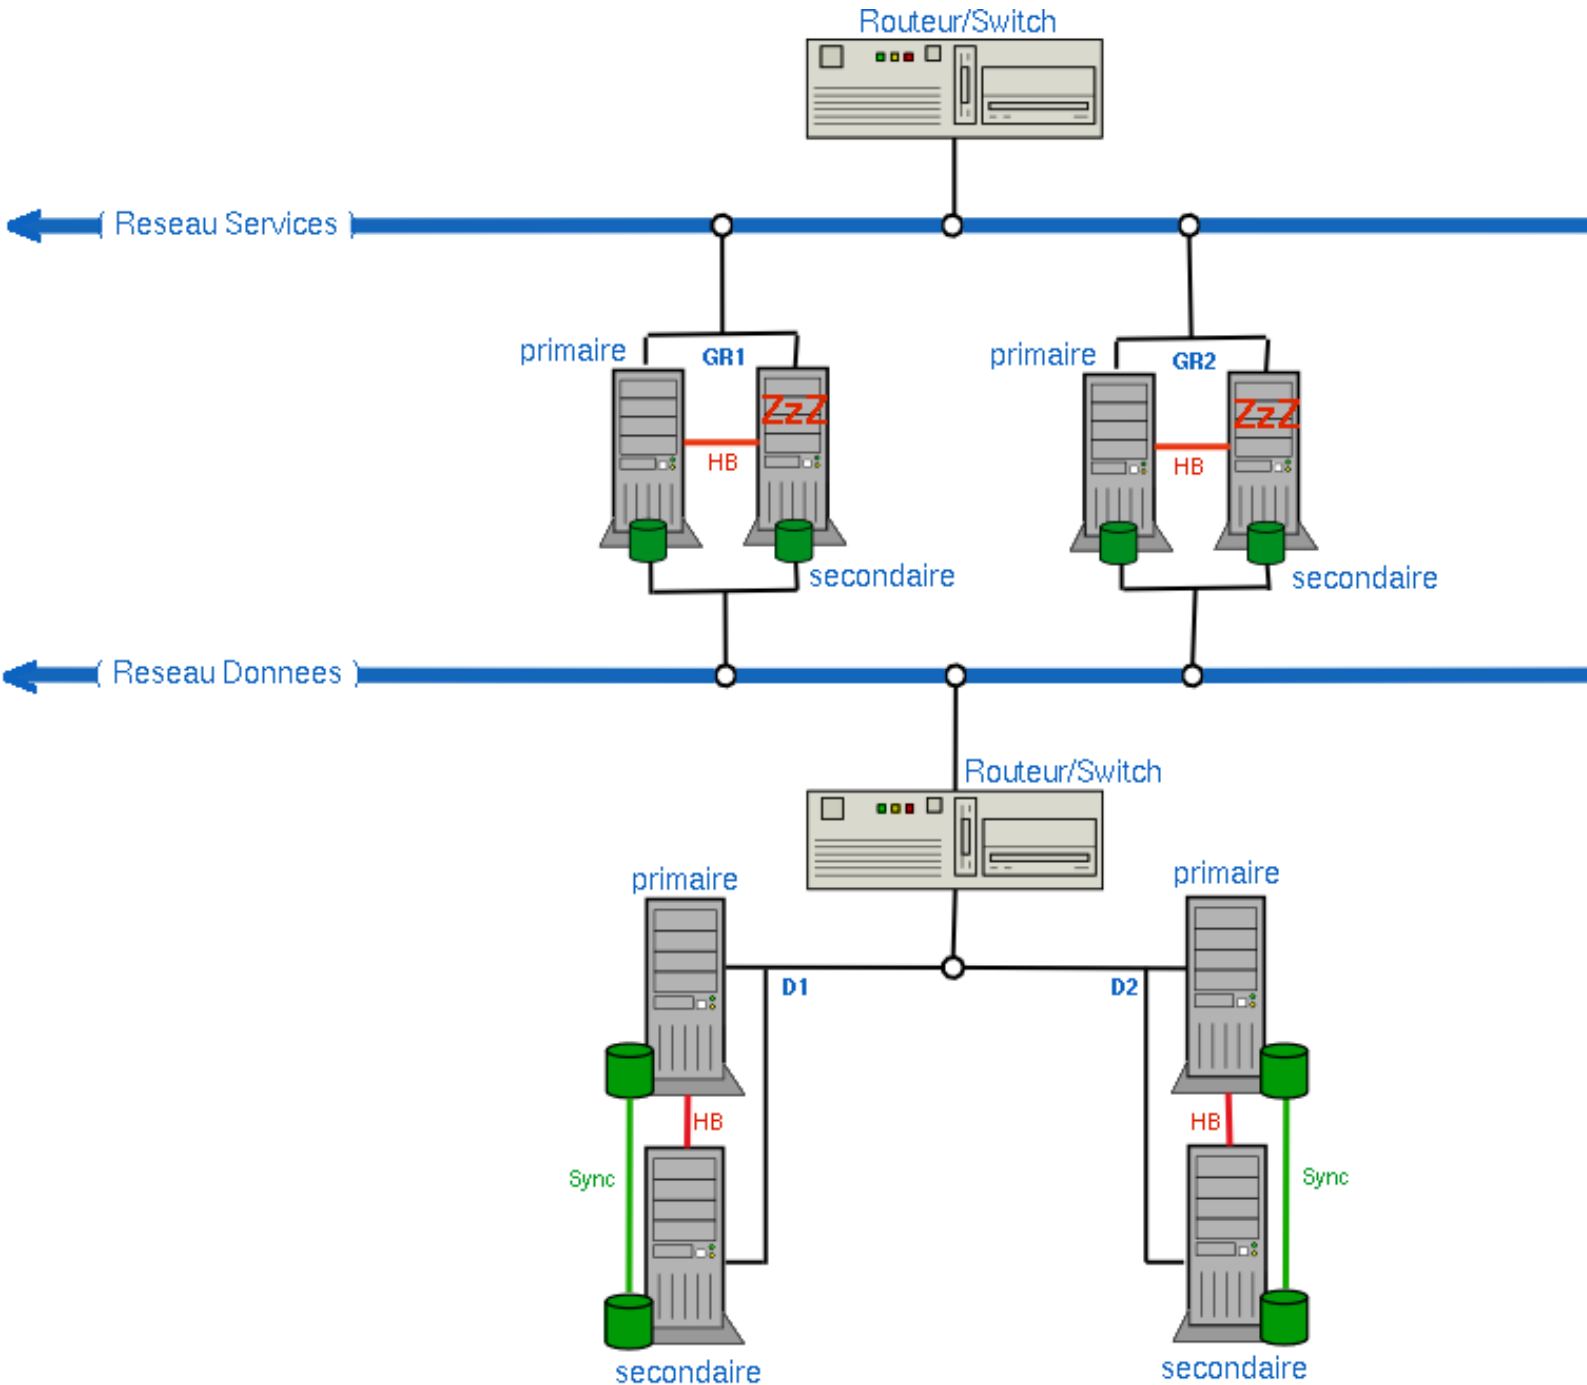 Routeur/Switch
( Reseau Services )
primaire
GR1
ZzZ
HB
secondaire
primaire
GR2
ZzZ
HB
secondaire
( Reseau Donnees )
Routeur/Switch
primaire
D1
HB
Sync
secondaire
primaire
D2
HB
Sync
secondaire